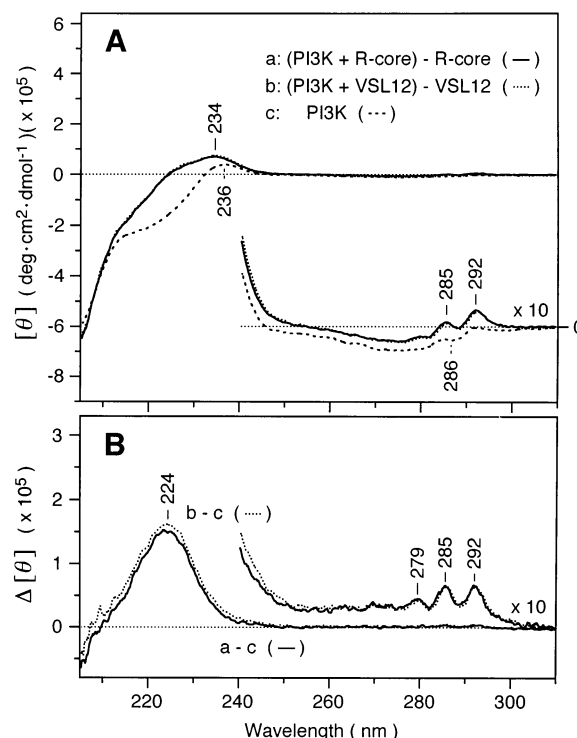 A
a: (PI3K + R-core) - R-core ( — )
b: (PI3K + VSL12) - VSL12 ( ····· )
c: PI3K ( --- )
[θ] ( deg·cm²·dmol⁻¹ )( x 10⁵ )
6
4
2
0
-2
-4
-6
-8
234
236
285
292
286
x 10
0
B
Δ [θ] ( x 10⁵ )
3
2
1
0
224
b - c ( ····· )
a - c ( — )
279
285
292
x 10
220
240
260
280
300
Wavelength ( nm )